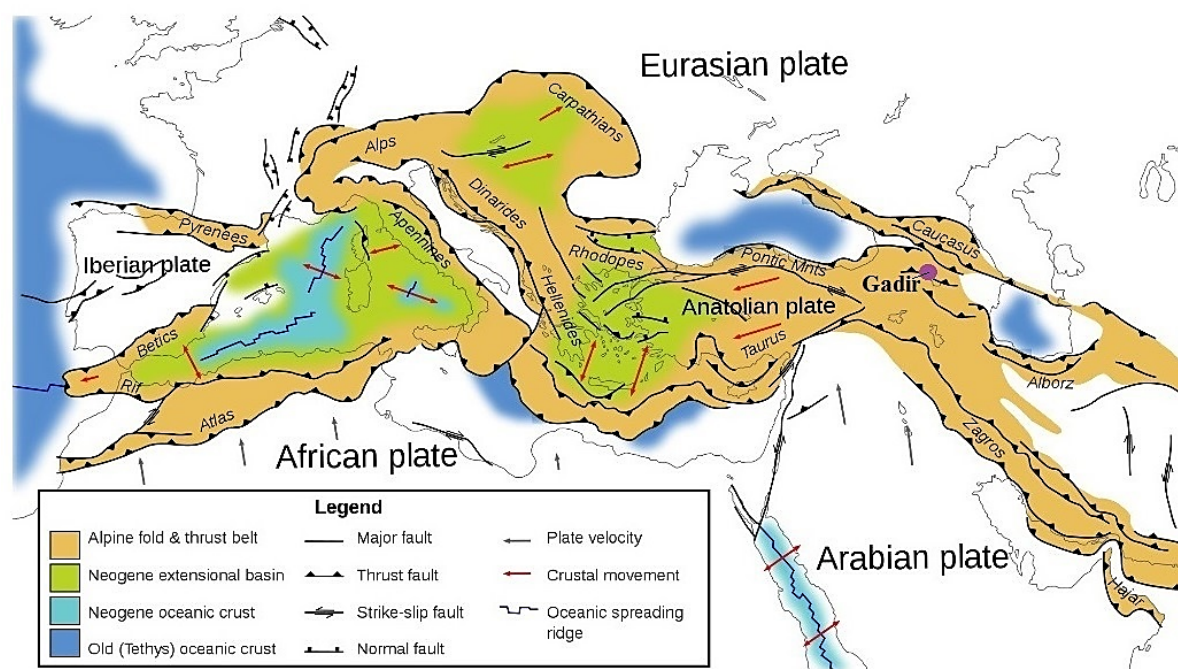 Eurasian plate
Carpathians
Alps
Dinarides
Pyrenees
Apennines
Caucasus
Iberian plate
Rhodopes
Pontic Mnts
Gadir
Hellenides
Anatolian plate
Betics
Taurus
Rif
Alborz
Atlas
Zagros
African plate
Arabian plate
Hajar
Legend
Alpine fold & thrust belt
Major fault
Plate velocity
Neogene extensional basin
Thrust fault
Crustal movement
Neogene oceanic crust
Strike-slip fault
Oceanic spreading
ridge
Old (Tethys) oceanic crust
Normal fault